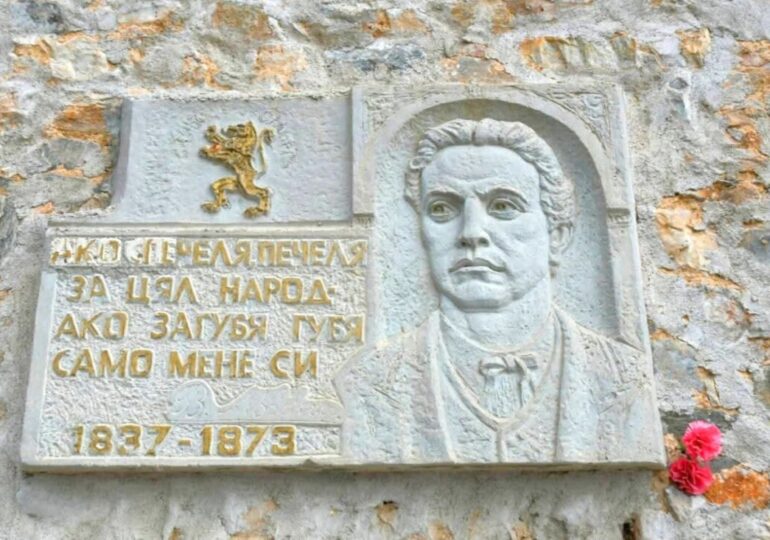 АКО СПЕЧЕЛЯ, ПЕЧЕЛЯ
ЗА ЦЯЛ НАРОД-
АКО ЗАГУБЯ ГУБЯ
САМО МЕНЕ СИ
1837-1873